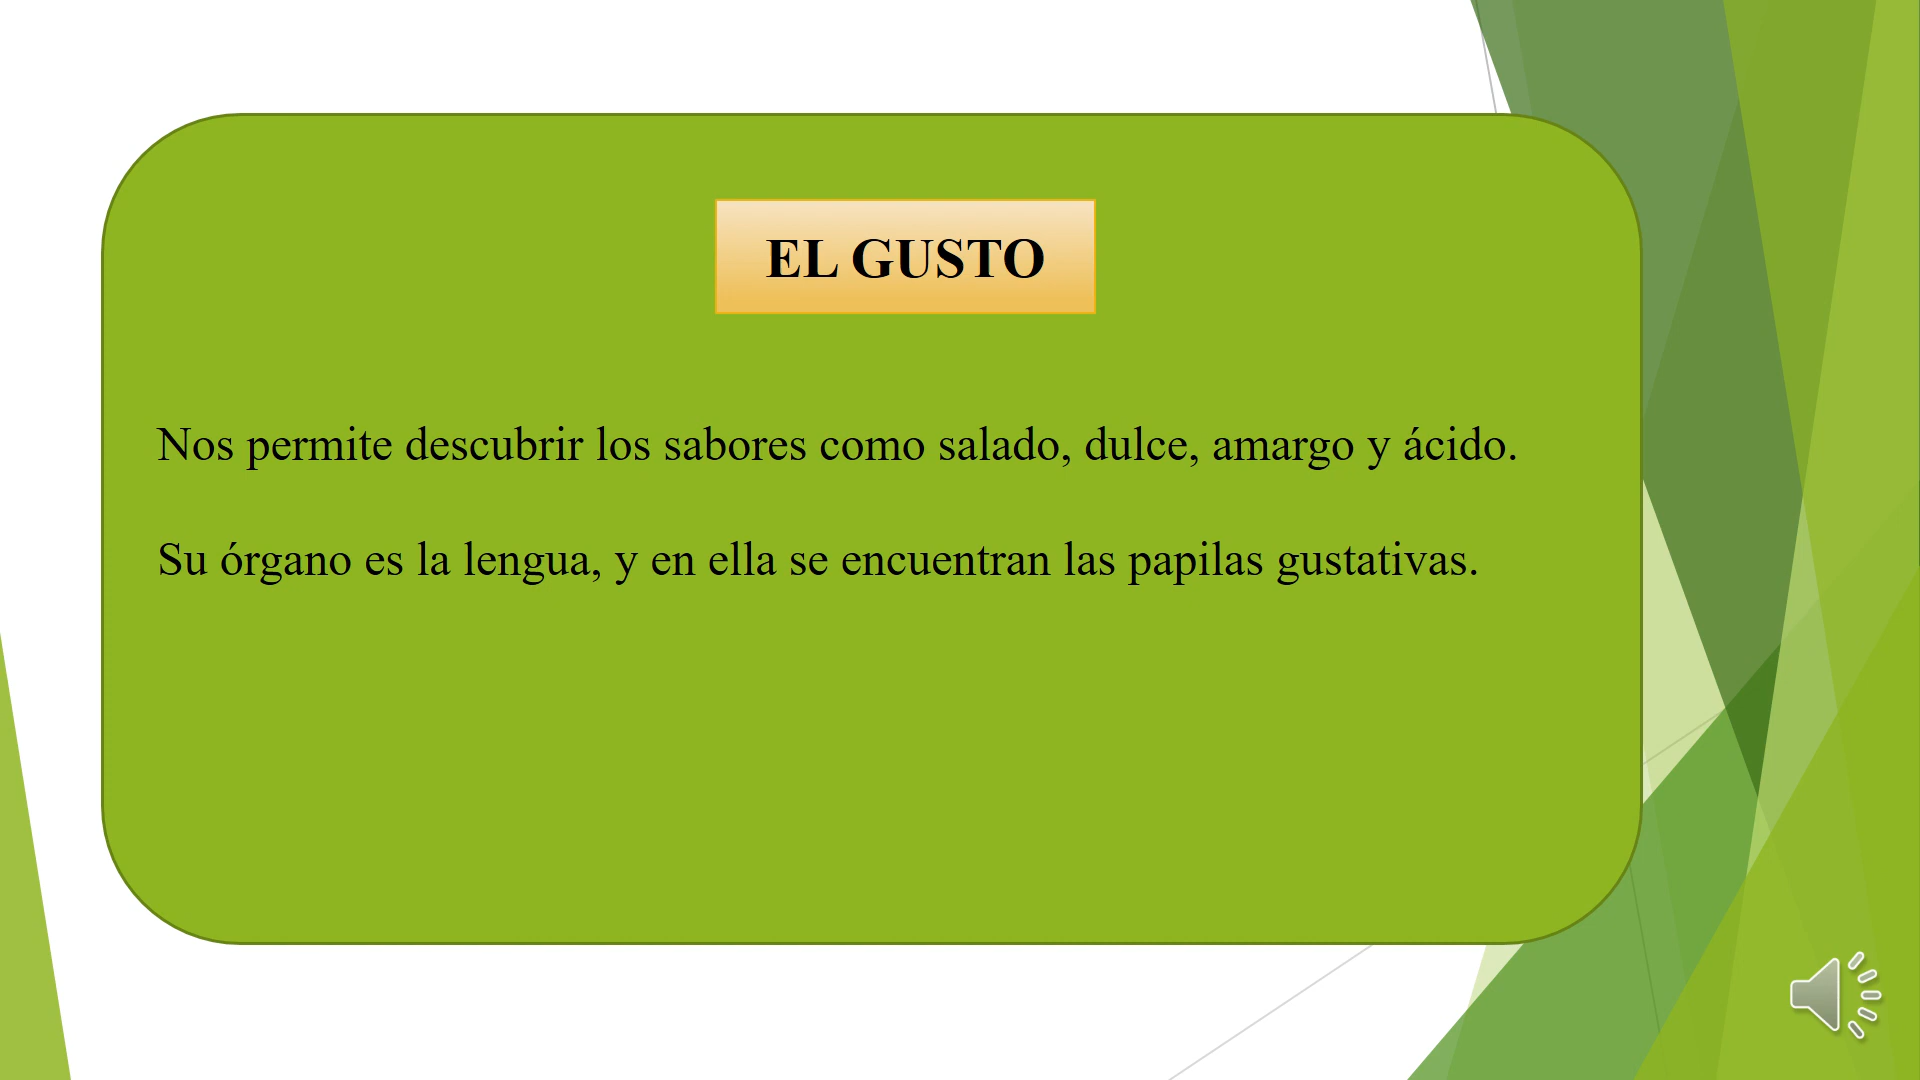 EL GUSTO
Nos permite descubrir los sabores como salado, dulce, amargo y ácido.
Su órgano es la lengua, y en ella se encuentran las papilas gustativas.